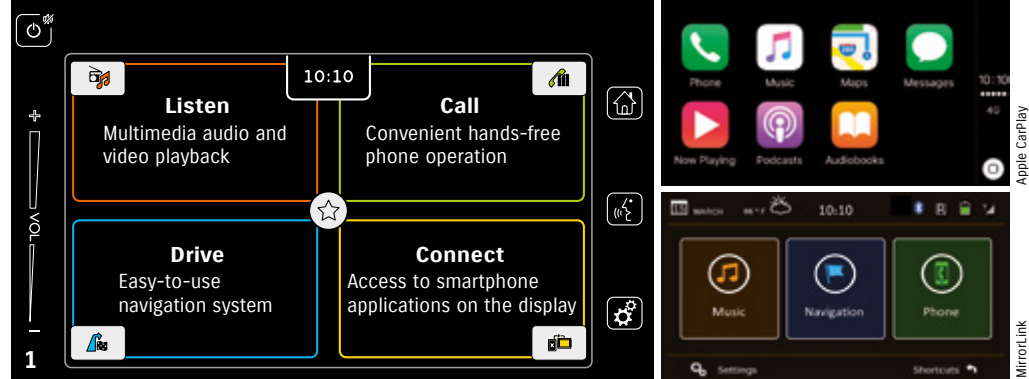 10:10
Listen
Multimedia audio and
video playback
Call
Convenient hands-free
phone operation
Drive
Easy-to-use
navigation system
Connect
Access to smartphone
applications on the display
+
VOL
−
1
Phone
Music
Maps
Messages
Now Playing
Podcasts
Audiobooks
10:10
4G
Apple CarPlay
MARCH
°F
10:10
Music
Navigation
Phone
Settings
Shortcuts
MirrorLink